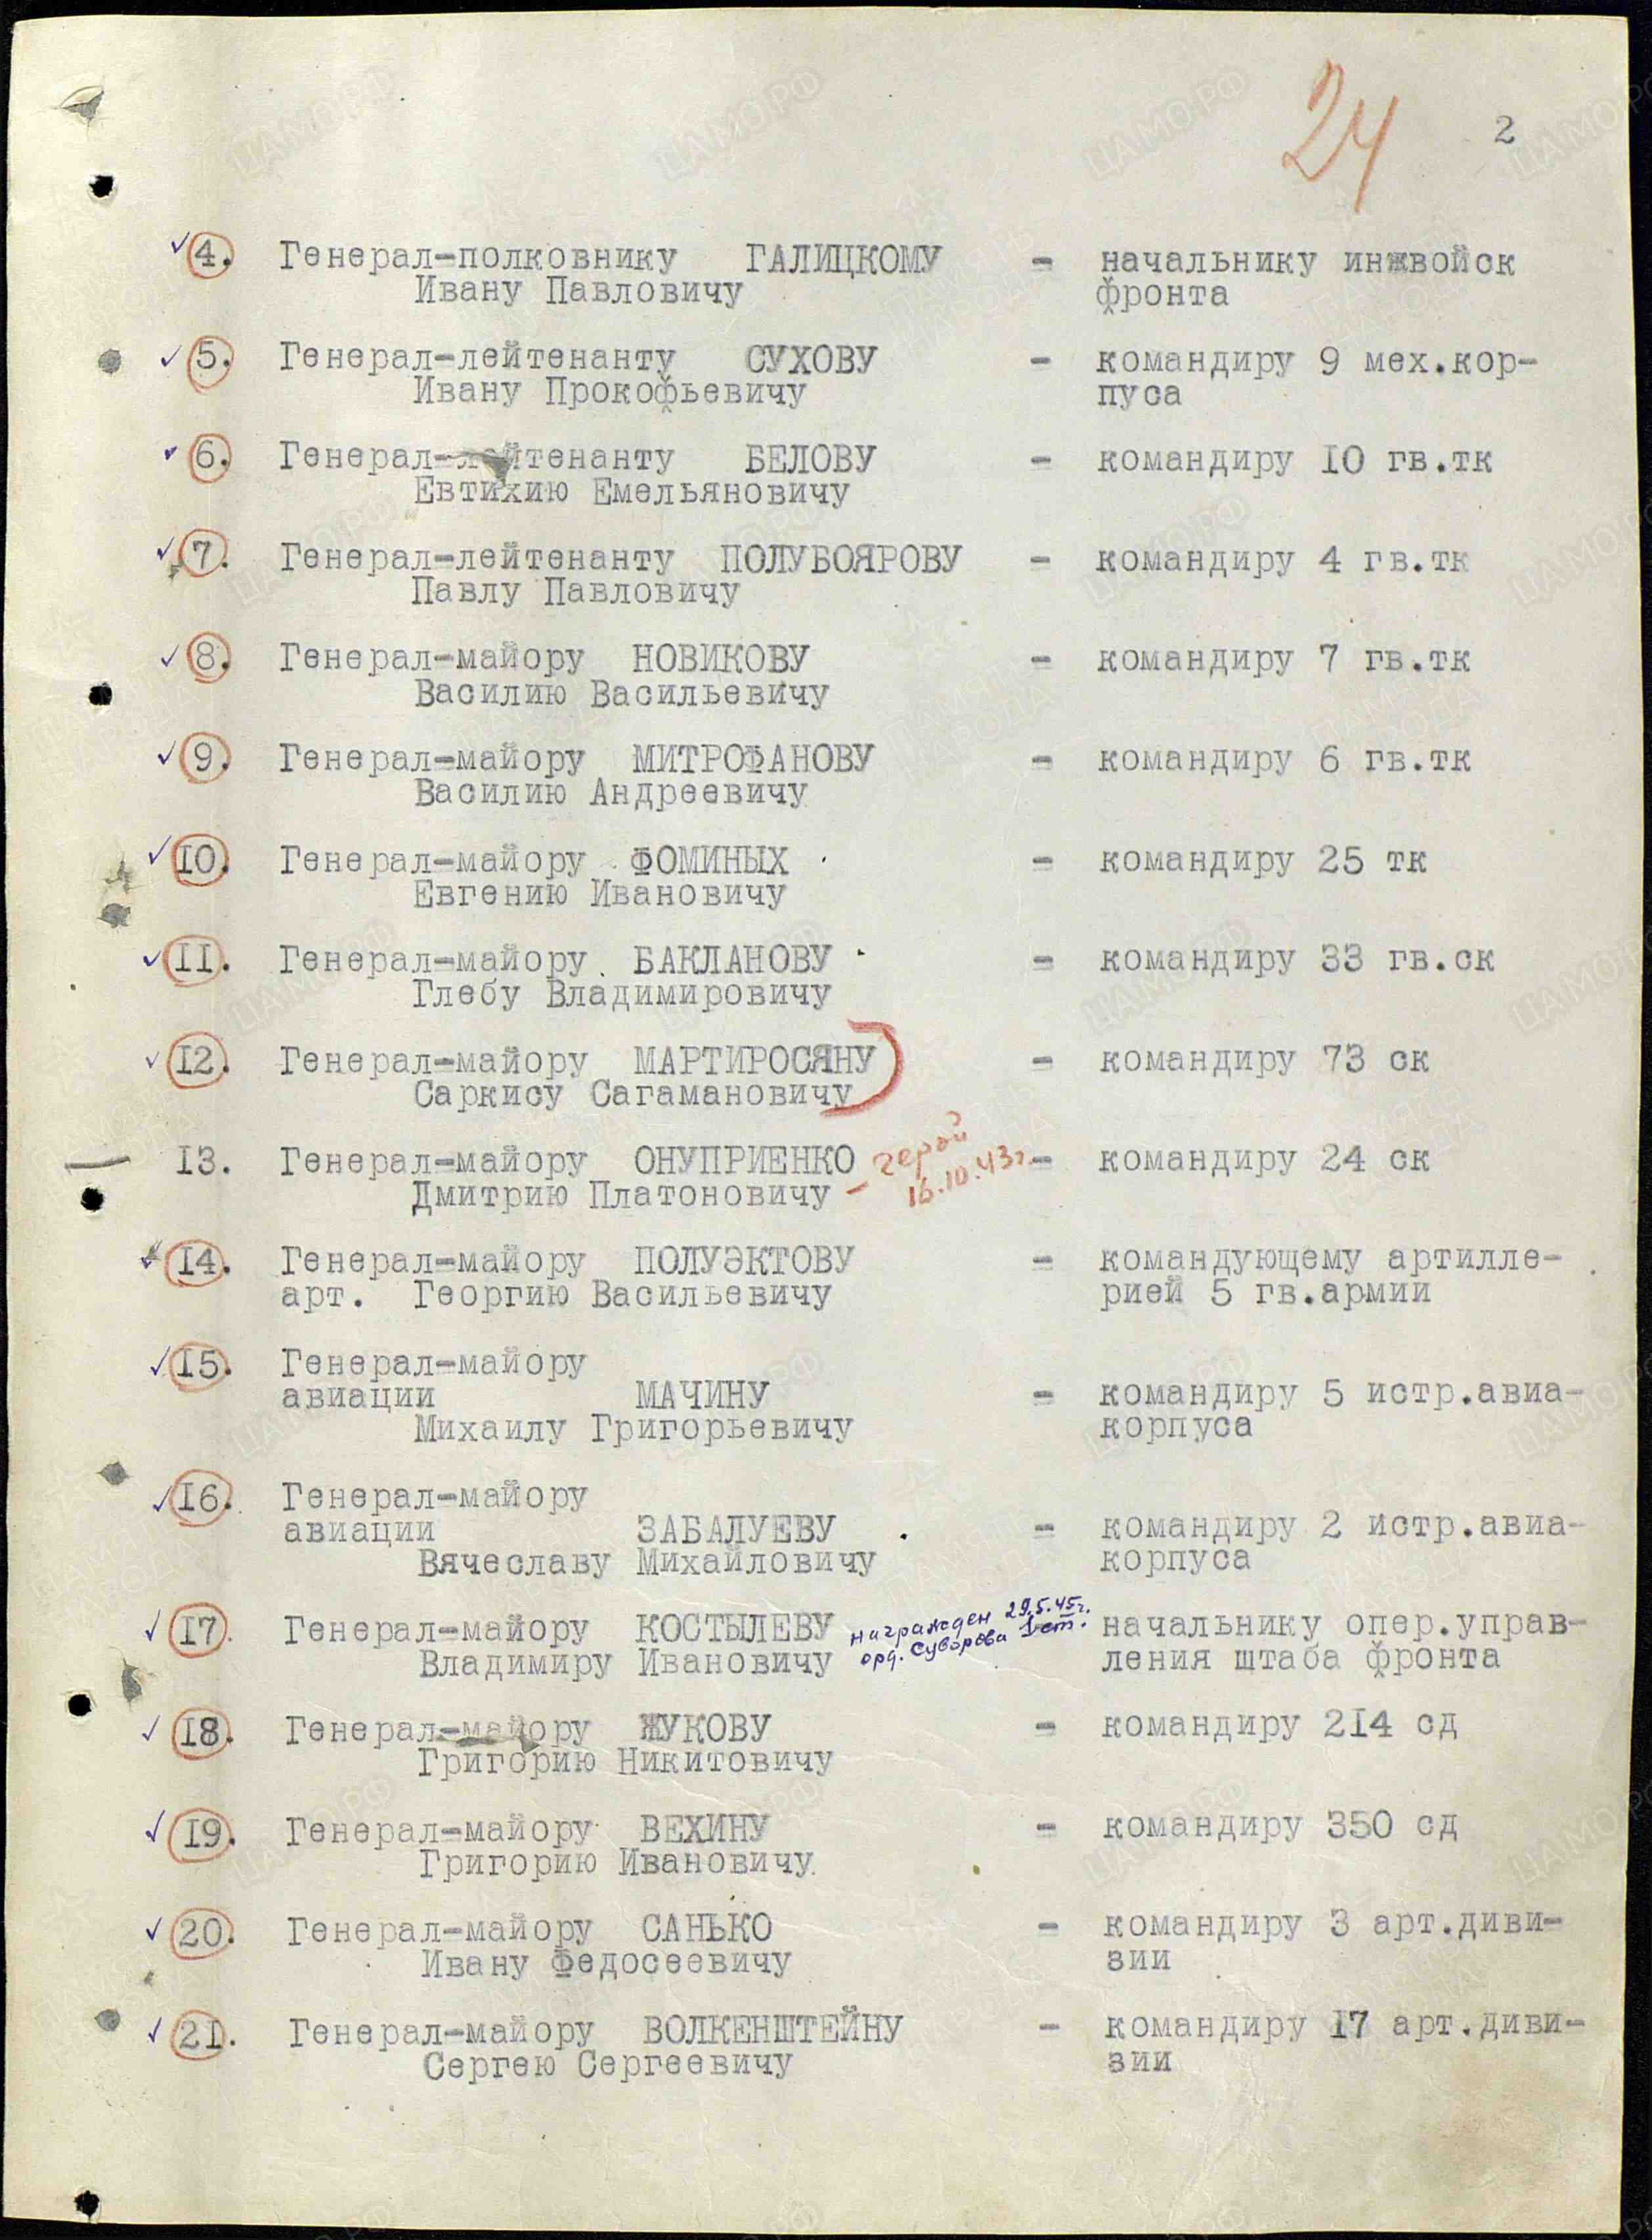 24
2
4. Генерал-полковнику ГАЛИЦКОМУ - начальнику инжвойск
Ивану Павловичу фронта
5. Генерал-лейтенанту СУХОВУ - командиру 9 мех.кор-
Ивану Прокофьевичу пуса
6. Генерал-лейтенанту БЕЛОВУ - командиру 10 гв.тк
Евтихию Емельяновичу
7. Генерал-лейтенанту ПОЛУБОЯРОВУ - командиру 4 гв.тк
Павлу Павловичу
8. Генерал-майору НОВИКОВУ - командиру 7 гв.тк
Василию Васильевичу
9. Генерал-майору МИТРОФАНОВУ - командиру 6 гв.тк
Василию Андреевичу
10. Генерал-майору ФОМИНЫХ - командиру 25 тк
Евгению Ивановичу
11. Генерал-майору БАКЛАНОВУ - командиру 33 гв.ск
Глебу Владимировичу
12. Генерал-майору МАРТИРОСЯНУ - командиру 73 ск
Саркису Сагамановичу
13. Генерал-майору ОНУПРИЕНКО - герой - командиру 24 ск
Дмитрию Платоновичу 16.10.43г.
14. Генерал-майору ПОЛУЭКТОВУ - командующему артилле-
арт. Георгию Васильевичу рией 5 гв.армии
15. Генерал-майору
авиации МАЧИНУ - командиру 5 истр.авиа-
Михаилу Григорьевичу корпуса
16. Генерал-майору
авиации ЗАБАЛУЕВУ - командиру 2 истр.авиа-
Вячеславу Михайловичу корпуса
17. Генерал-майору КОСТЫЛЕВУ награжден 29.5.45г. начальнику опер.управ-
Владимиру Ивановичу орд. Суворова I ст. ления штаба фронта
18. Генерал-майору ЖУКОВУ - командиру 214 сд
Григорию Никитовичу
19. Генерал-майору ВЕХИНУ - командиру 350 сд
Григорию Ивановичу
20. Генерал-майору САНЬКО - командиру 3 арт.диви-
Ивану Федосеевичу зии
21. Генерал-майору ВОЛКЕНШТЕЙНУ - командиру 17 арт.диви-
Сергею Сергеевичу зии